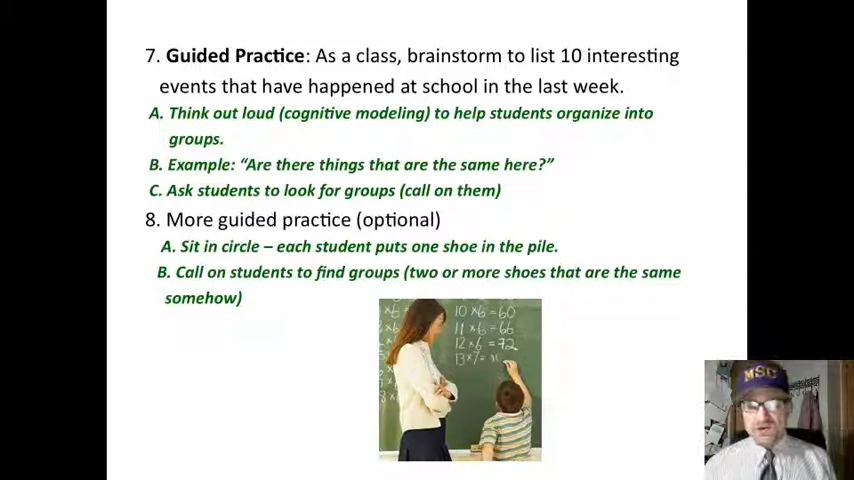 7. Guided Practice: As a class, brainstorm to list 10 interesting
events that have happened at school in the last week.
A. Think out loud (cognitive modeling) to help students organize into
groups.
B. Example: “Are there things that are the same here?”
C. Ask students to look for groups (call on them)
8. More guided practice (optional)
A. Sit in circle – each student puts one shoe in the pile.
B. Call on students to find groups (two or more shoes that are the same
somehow)
10 x6 =60
11 x6 =66
12 x6 =72
MSU